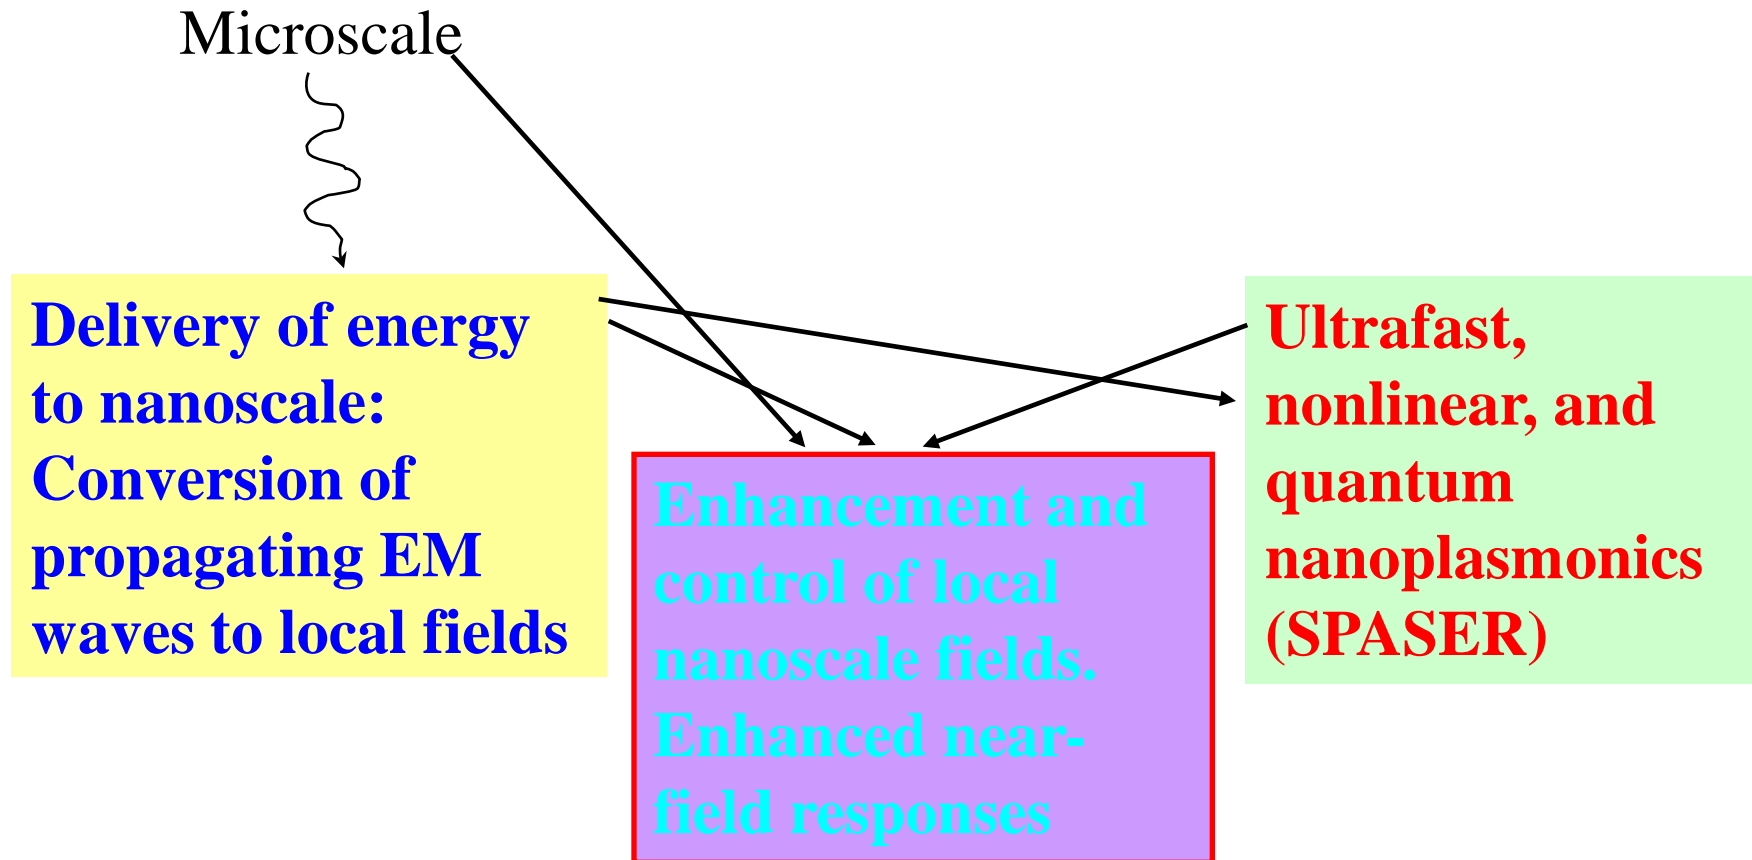 Microscale
Delivery of energy
to nanoscale:
Conversion of
propagating EM
waves to local fields
Enhancement and
control of local
nanoscale fields.
Enhanced near-
field responses
Ultrafast,
nonlinear, and
quantum
nanoplasmonics
(SPASER)